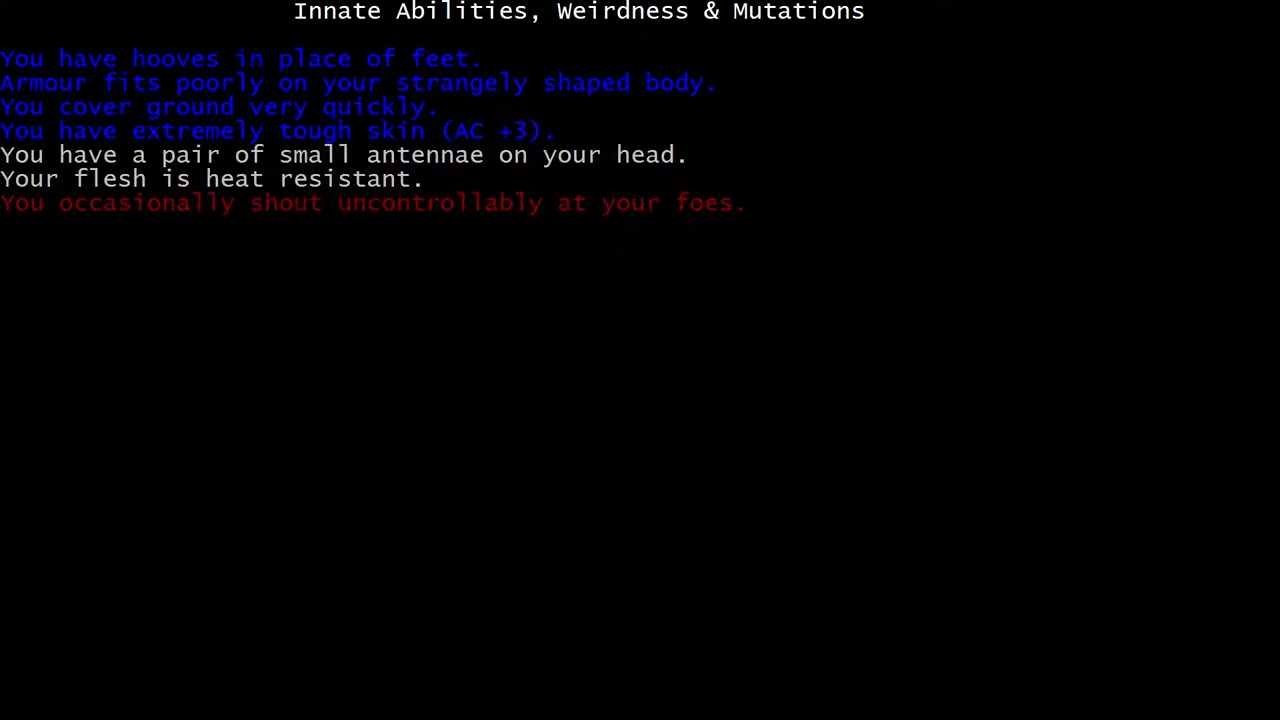 Innate Abilities, Weirdness & Mutations
You have hooves in place of feet.
Armour fits poorly on your strangely shaped body.
You cover ground very quickly.
You have extremely tough skin (AC +3).
You have a pair of small antennae on your head.
Your flesh is heat resistant.
You occasionally shout uncontrollably at your foes.